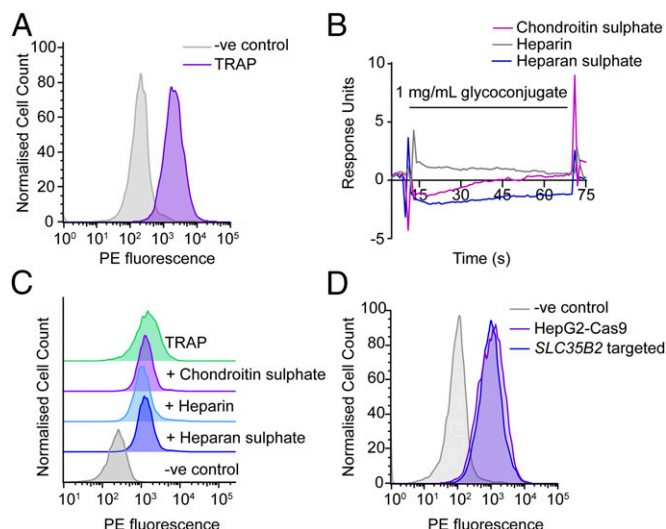 A
-ve control
TRAP
Normalised Cell Count
100
80
60
40
20
0
10⁰ 10¹ 10² 10³ 10⁴ 10⁵
PE fluorescence
B
Chondroitin sulphate
Heparin
Heparan sulphate
1 mg/mL glycoconjugate
Response Units
10
5
0
-5
15 30 45 60 75
Time (s)
C
Normalised Cell Count
TRAP
+ Chondroitin sulphate
+ Heparin
+ Heparan sulphate
-ve control
10¹ 10² 10³ 10⁴ 10⁵
PE fluorescence
D
-ve control
HepG2-Cas9
SLC35B2 targeted
Normalised Cell Count
100
80
60
40
20
0
10⁰ 10¹ 10² 10³ 10⁴ 10⁵
PE fluorescence